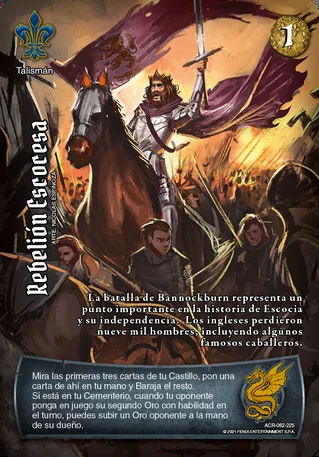 1
Talismán
Rebelión Escocesa
ARTE: NICOLÁS ESPINOZA
La batalla de Bannockburn representa un
punto importante en la historia de Escocia
y su independencia. Los ingleses perdieron
nueve mil hombres, incluyendo algunos
famosos caballeros.
Mira las primeras tres cartas de tu Castillo, pon una
carta de ahí en tu mano y Baraja el resto.
Si está en tu Cementerio, cuando tu oponente
ponga en juego su segundo Oro con habilidad en
el turno, puedes subir un Oro oponente a la mano
de su dueño.
ACR-082-225
© 2021 FENIX ENTERTAINMENT S.P.A.